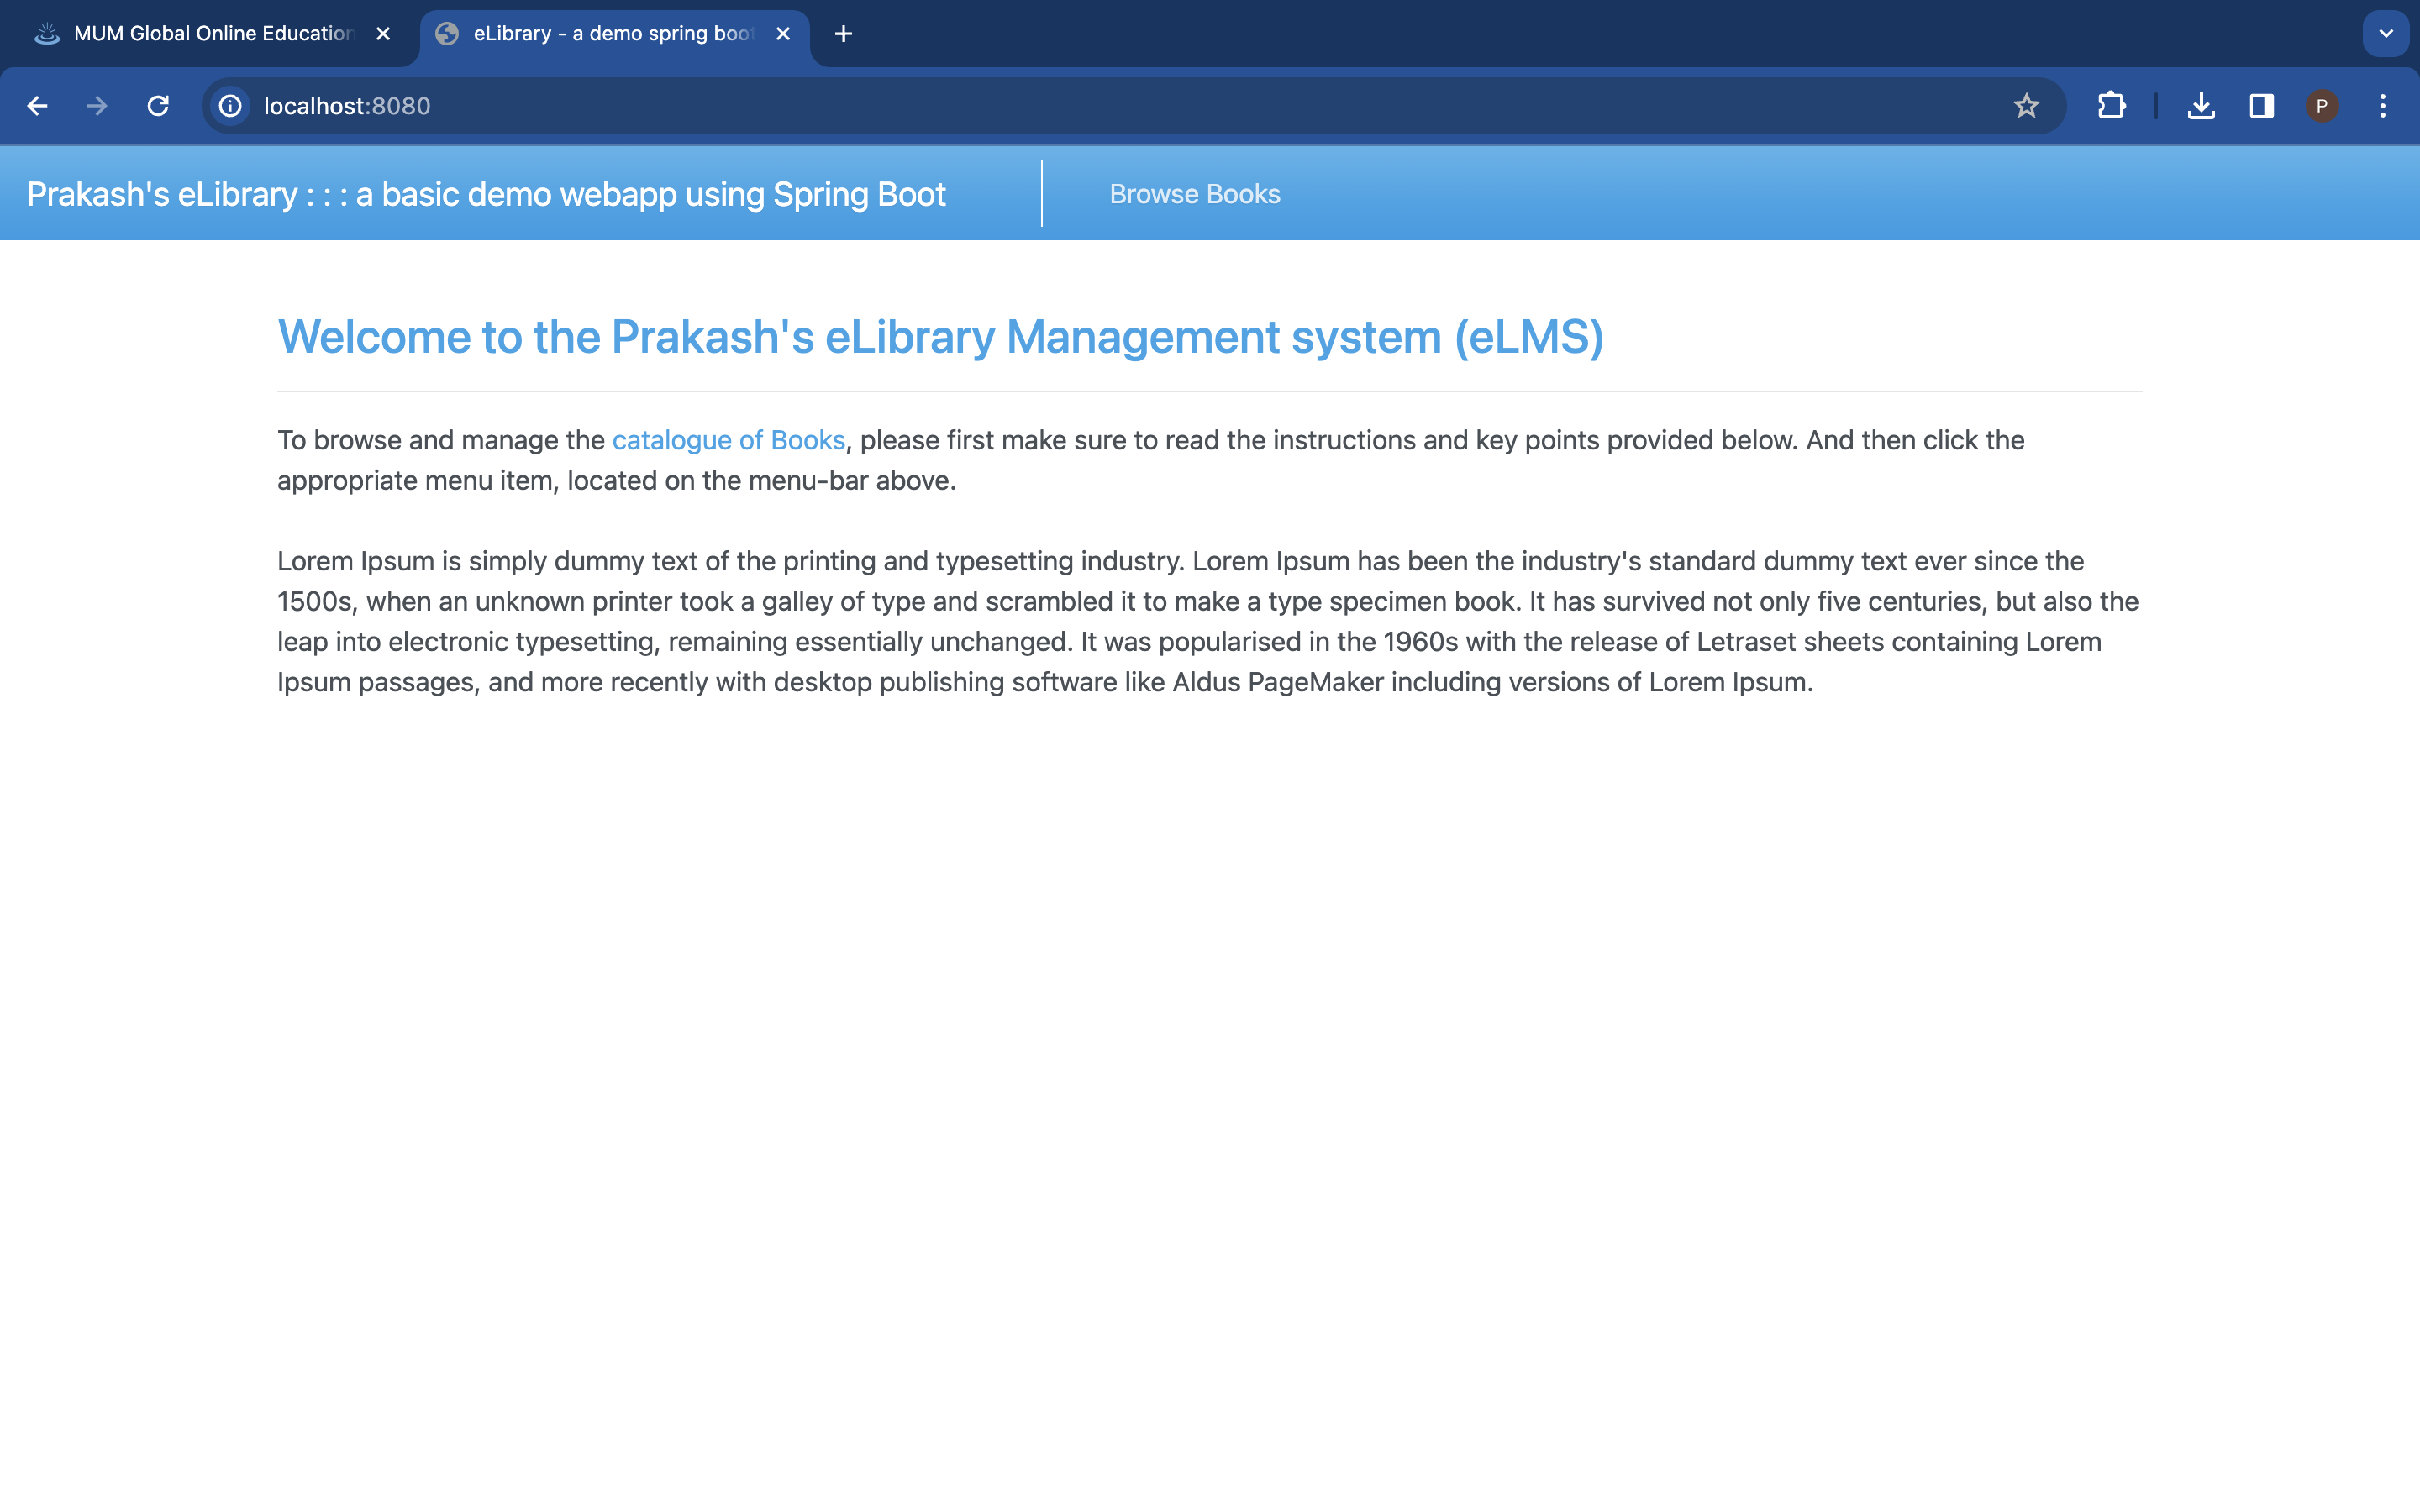 MUM Global Online Education
eLibrary - a demo spring boot
localhost:8080
P
Prakash's eLibrary : : : a basic demo webapp using Spring Boot
Browse Books
Welcome to the Prakash's eLibrary Management system (eLMS)
To browse and manage the catalogue of Books, please first make sure to read the instructions and key points provided below. And then click the
appropriate menu item, located on the menu-bar above.
Lorem Ipsum is simply dummy text of the printing and typesetting industry. Lorem Ipsum has been the industry's standard dummy text ever since the
1500s, when an unknown printer took a galley of type and scrambled it to make a type specimen book. It has survived not only five centuries, but also the
leap into electronic typesetting, remaining essentially unchanged. It was popularised in the 1960s with the release of Letraset sheets containing Lorem
Ipsum passages, and more recently with desktop publishing software like Aldus PageMaker including versions of Lorem Ipsum.